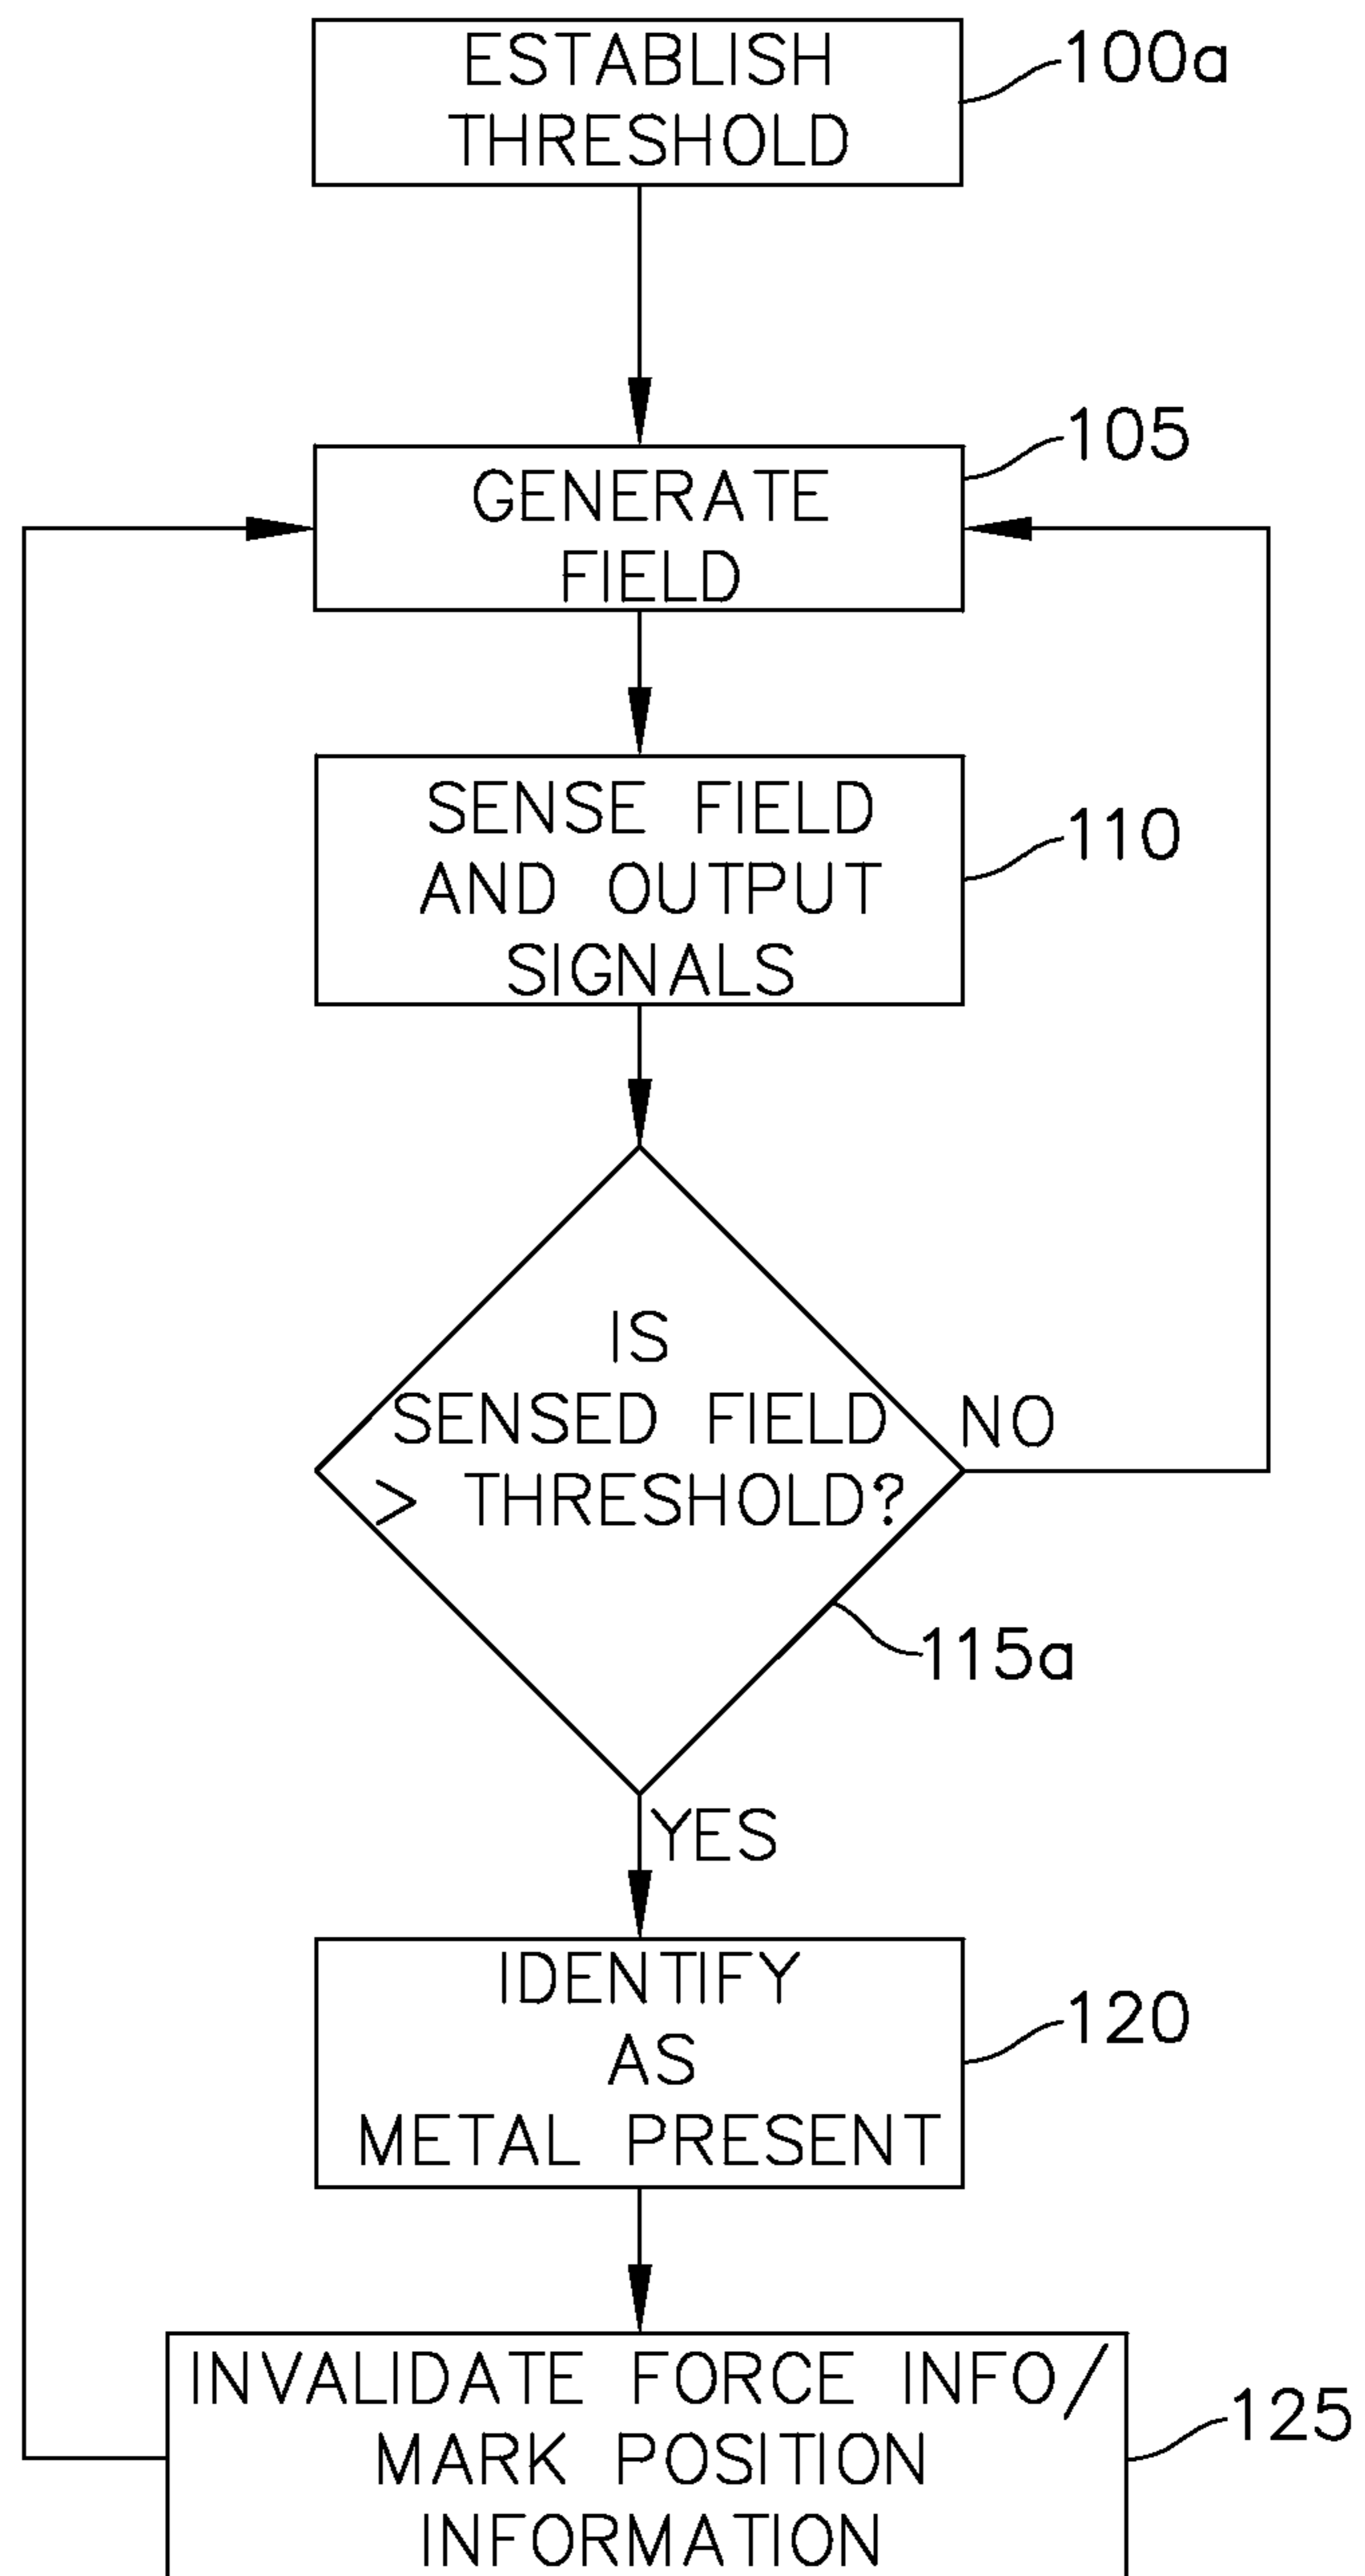 ESTABLISH
THRESHOLD
100a
GENERATE
FIELD
105
SENSE FIELD
AND OUTPUT
SIGNALS
110
IS
SENSED FIELD
> THRESHOLD?
NO
115a
YES
IDENTIFY
AS
METAL PRESENT
120
INVALIDATE FORCE INFO/
MARK POSITION
INFORMATION
125